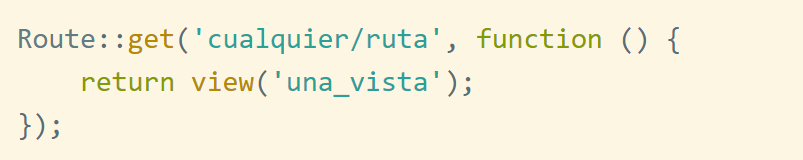 Route::get('cualquier/ruta', function () {
    return view('una_vista');
});